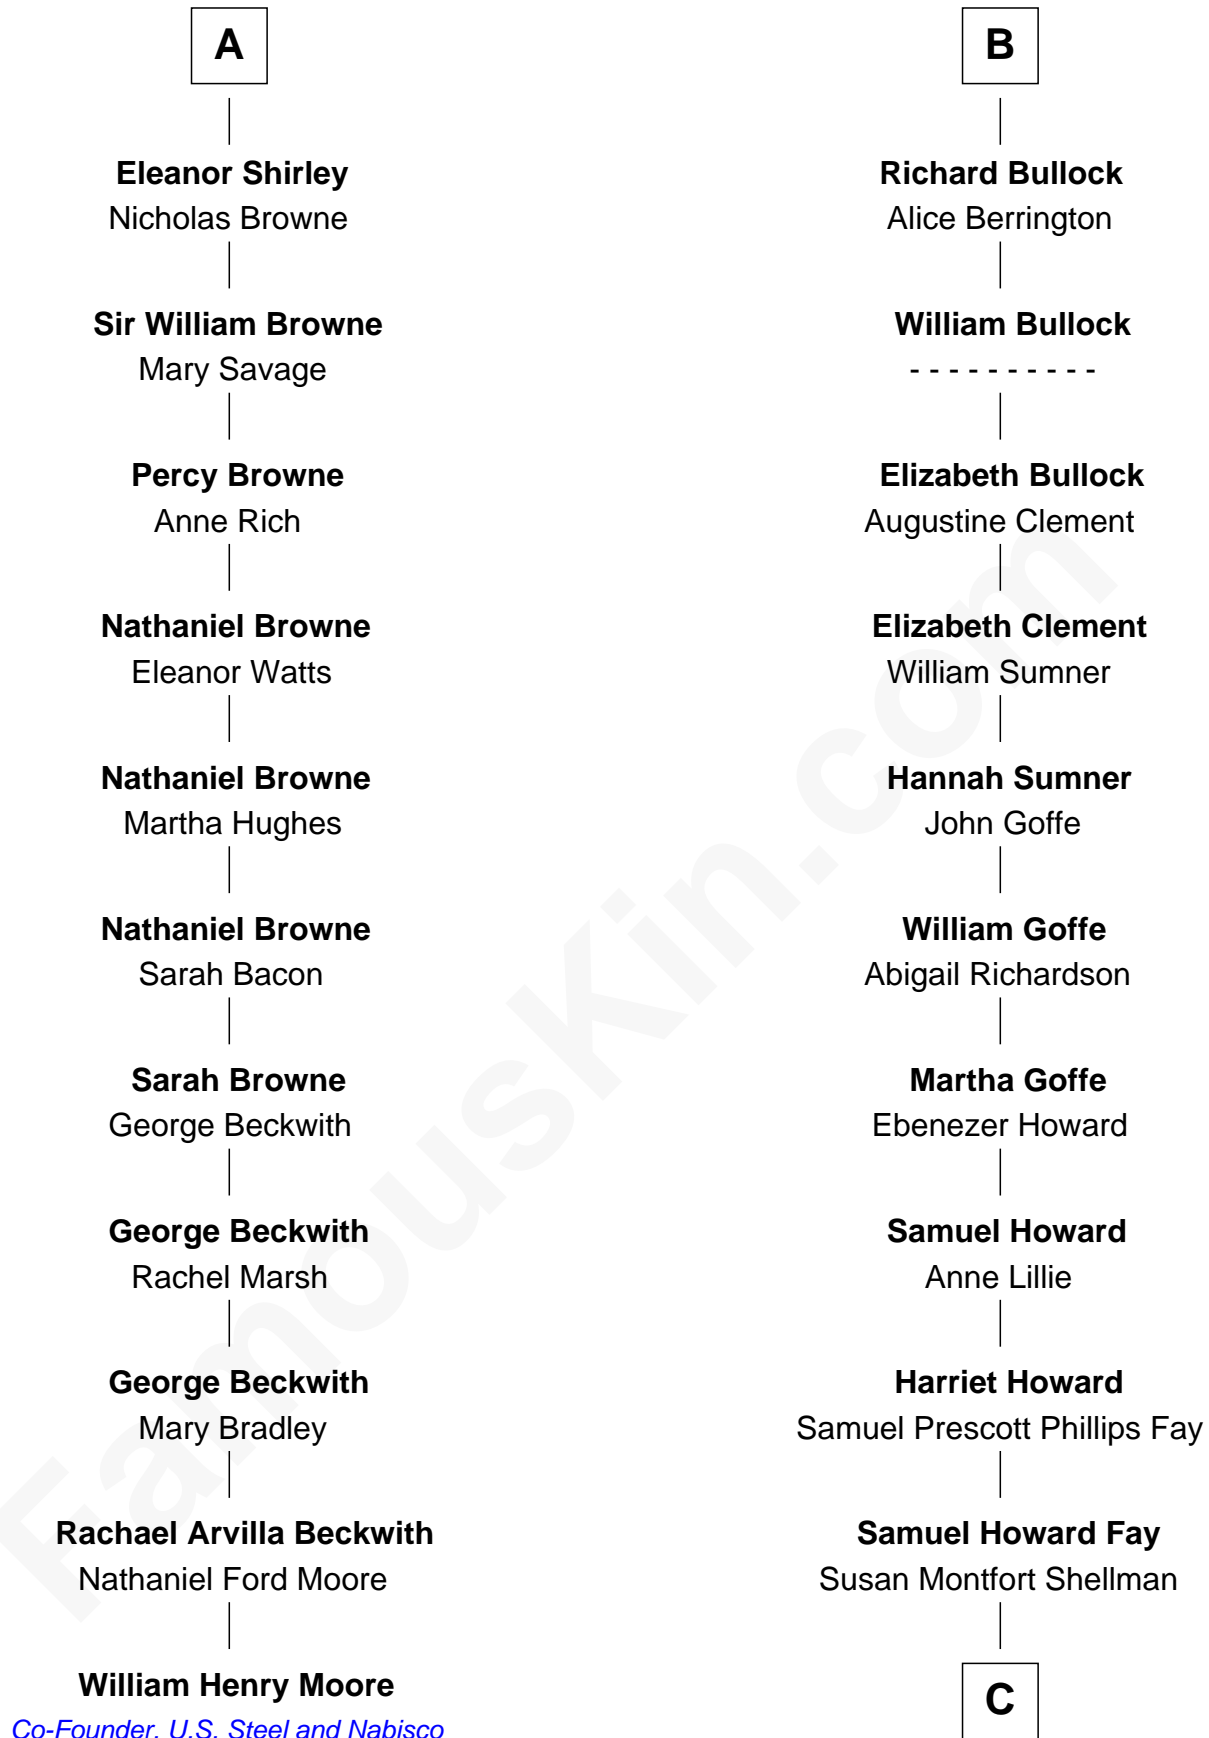 A
Eleanor Shirley
Nicholas Browne
Sir William Browne
Mary Savage
Percy Browne
Anne Rich
Nathaniel Browne
Eleanor Watts
Nathaniel Browne
Martha Hughes
Nathaniel Browne
Sarah Bacon
Sarah Browne
George Beckwith
George Beckwith
Rachel Marsh
George Beckwith
Mary Bradley
Rachael Arvilla Beckwith
Nathaniel Ford Moore
William Henry Moore
Co-Founder, U.S. Steel and Nabisco
B
Richard Bullock
Alice Berrington
William Bullock
- - - - - - - - - -
Elizabeth Bullock
Augustine Clement
Elizabeth Clement
William Sumner
Hannah Sumner
John Goffe
William Goffe
Abigail Richardson
Martha Goffe
Ebenezer Howard
Samuel Howard
Anne Lillie
Harriet Howard
Samuel Prescott Phillips Fay
Samuel Howard Fay
Susan Montfort Shellman
C
FamousKin.com